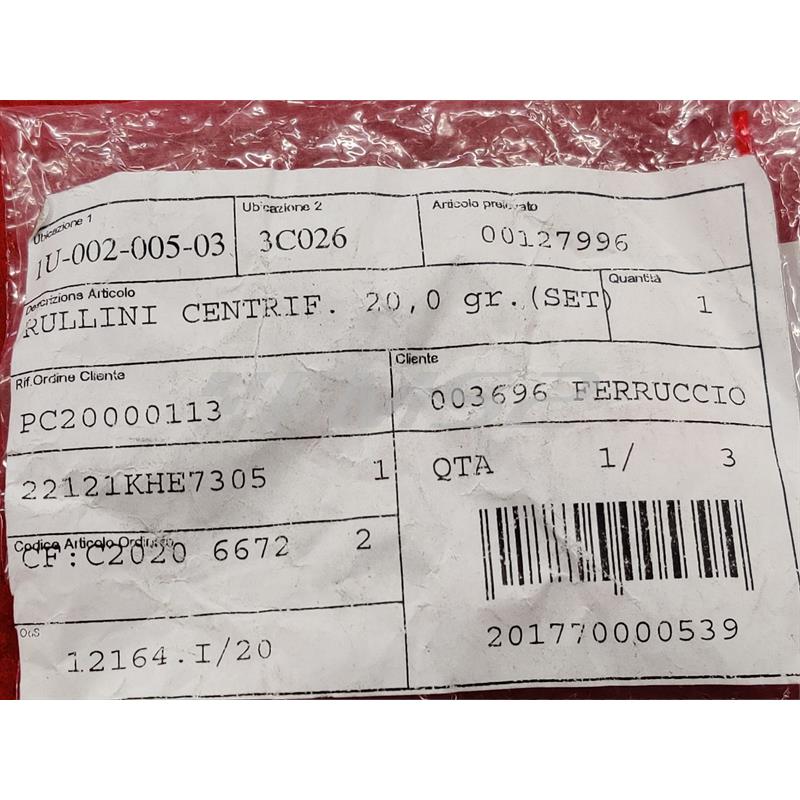 Ubicazione 1
Ubicazione 2
Articolo prelevato
1U-002-005-03
3C026
00127996
Descrizione Articolo
Quantità
RULLINI CENTRIF. 20,0 gr.(SET)
1
Rif.Ordine Cliente
Cliente
PC20000113
003696 FERRUCCIO
22121KHE7305 1
QTA 1/ 3
Codice Articolo Ordinato
CF:C2020 6672 2
OdS
12164.I/20
201770000539